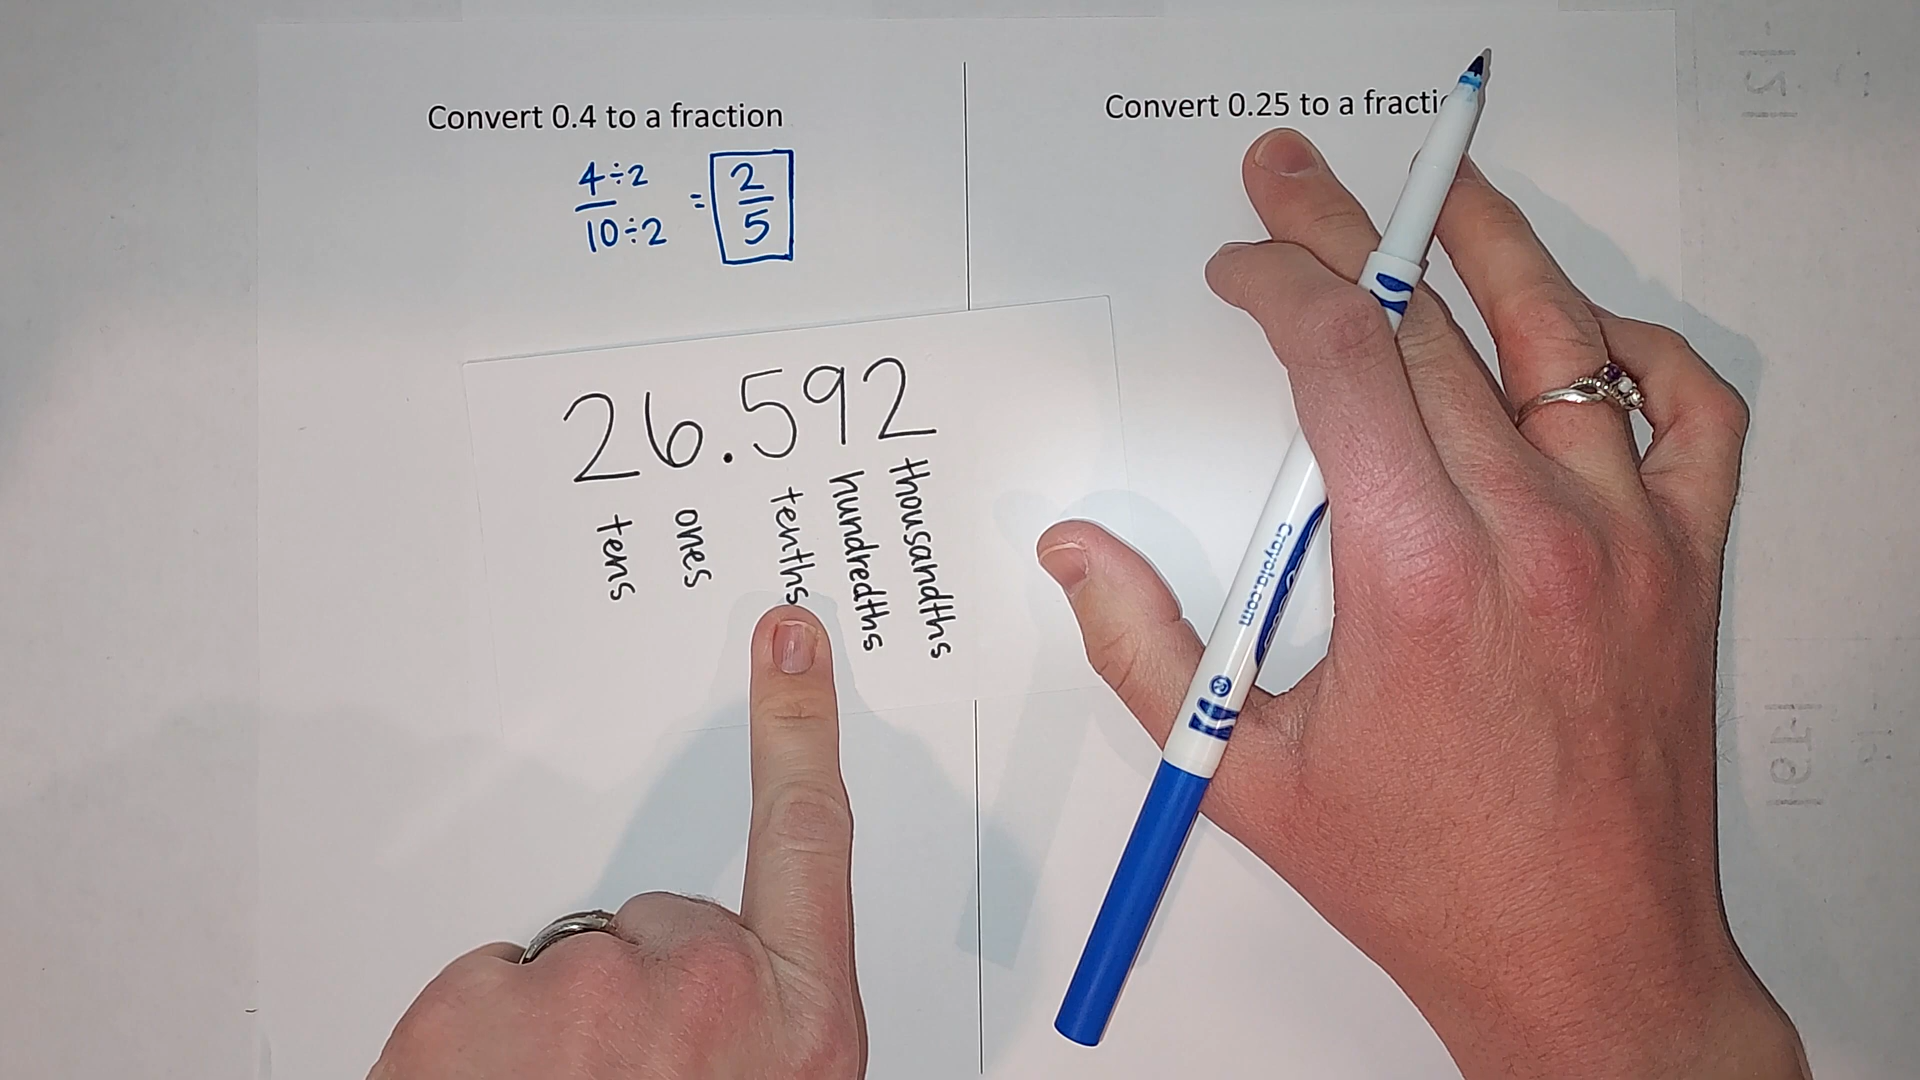 Convert 0.4 to a fraction
4÷2
10÷2
= 2
5
Convert 0.25 to a fracti
26.592
tens
ones
tenths
hundredths
thousandths
Crayola.com